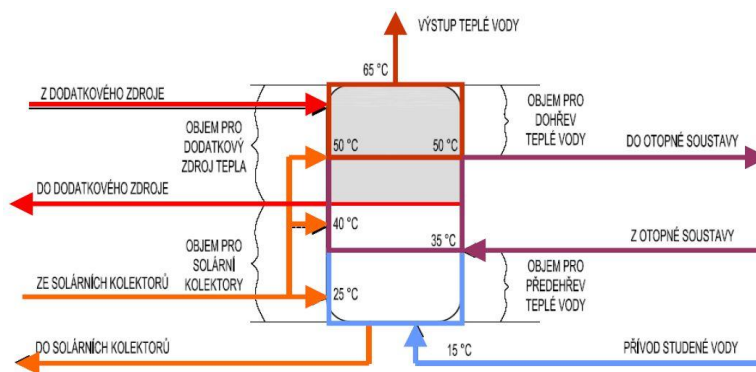 VÝSTUP TEPLÉ VODY
65 °C
Z DODATKOVÉHO ZDROJE
OBJEM PRO
DODATKOVÝ
ZDROJ TEPLA
OBJEM PRO
DOHŘEV
TEPLÉ VODY
50 °C
50 °C
DO OTOPNÉ SOUSTAVY
DO DODATKOVÉHO ZDROJE
40 °C
35 °C
Z OTOPNÉ SOUSTAVY
OBJEM PRO
SOLÁRNÍ
KOLEKTORY
OBJEM PRO
PŘEDEHŘEV
TEPLÉ VODY
ZE SOLÁRNÍCH KOLEKTORŮ
25 °C
DO SOLÁRNÍCH KOLEKTORŮ
15 °C
PŘÍVOD STUDENÉ VODY